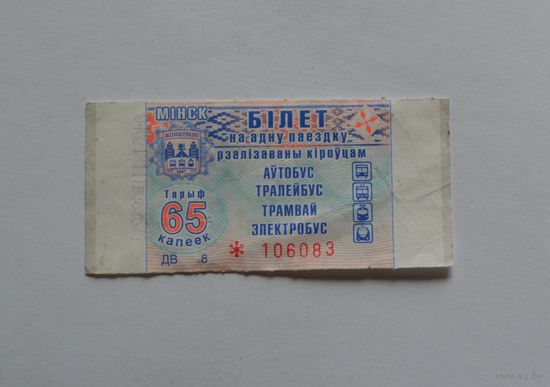 МІНСК
БІЛЕТ
на адну паездку
рэалізаваны кіроўцам
МІНСКТРАНС
АЎТОБУС
ТРАЛЕЙБУС
ТРАМВАЙ
ЭЛЕКТРОБУС
Тарыф
65
капеек
ДВ 8
* 106083
www.ay.by